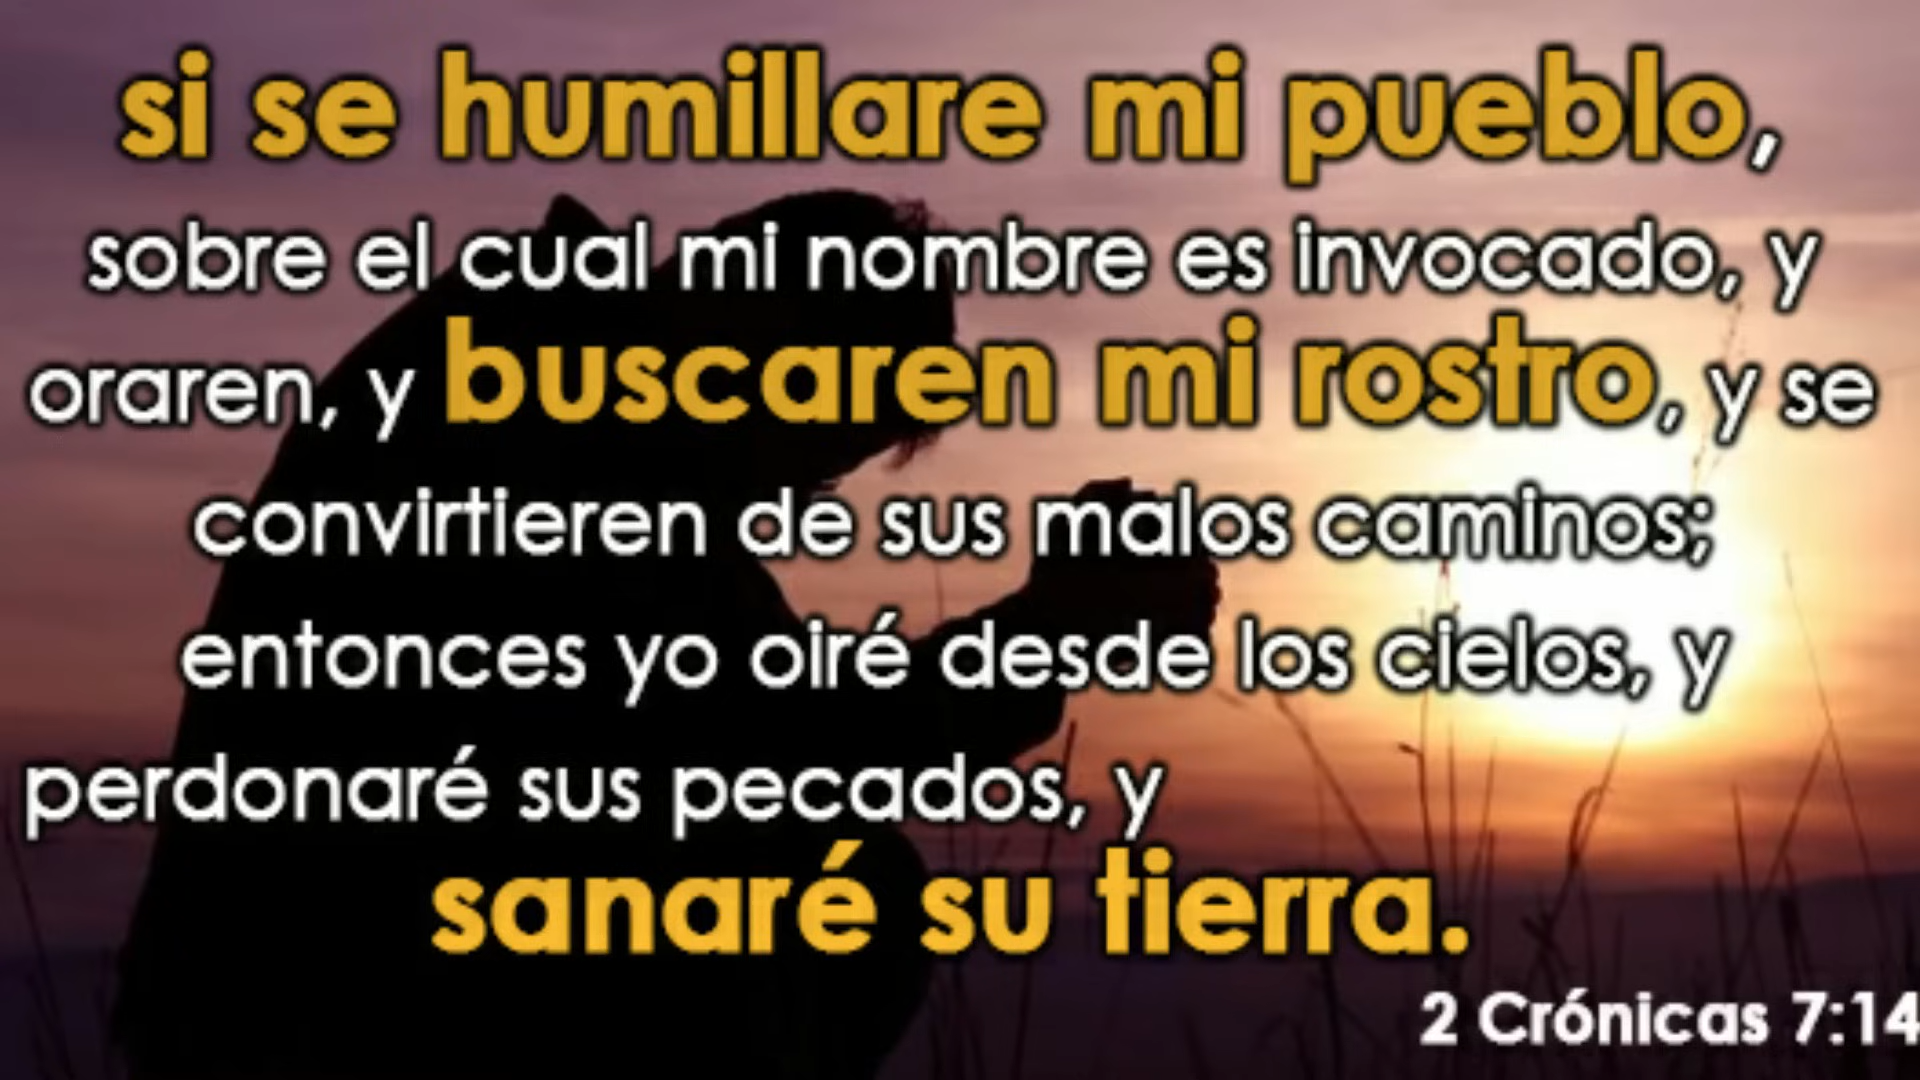 si se humillare mi pueblo,
sobre el cual mi nombre es invocado, y
oraren, y buscaren mi rostro, y se
convirtieren de sus malos caminos;
entonces yo oiré desde los cielos, y
perdonaré sus pecados, y
sanaré su tierra.
2 Crónicas 7:14